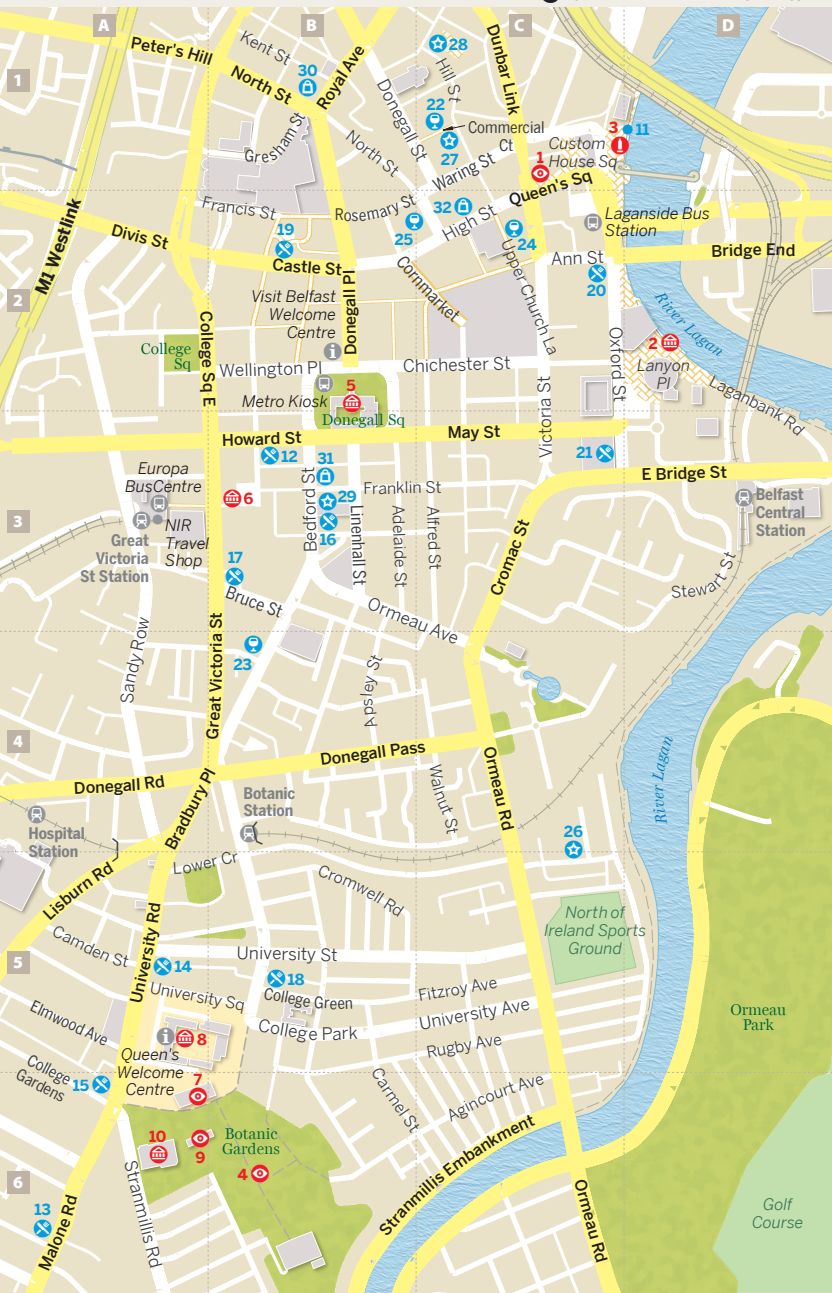 A
B
C
D
Peter's Hill
Kent St
Royal Ave
28
Dunbar Link
1
30
North St
Hill St
Donegall St
22
Commercial
Ct
27
3
11
Custom
House Sq
Gresham St
North St
Waring St
1
Queen's Sq
M1 Westlink
Francis St
Rosemary St
32
High St
25
24
Laganside Bus
Station
Divis St
19
Castle St
Ann St
20
Bridge End
2
Visit Belfast
Welcome
Centre
Donegall Pl
Cornmarket
Upper Church La
River Lagan
College
Sq
College Sq E
Wellington Pl
Chichester St
Oxford St
2
Lanyon
Pl
Laganbank Rd
Metro Kiosk
5
Donegall Sq
Victoria St
Howard St
May St
12
31
21
E Bridge St
Europa
BusCentre
6
Bedford St
29
16
Franklin St
Belfast
Central
Station
3
NIR
Travel
Shop
Great
Victoria
St Station
17
Linenhall St
Adelaide St
Alfred St
Cromac St
Stewart St
Bruce St
Ormeau Ave
Sandy Row
Great Victoria St
23
Apsley St
4
Donegall Pass
Ormeau Rd
River Lagan
Donegall Rd
Bradbury Pl
Botanic
Station
Walnut St
Hospital
Station
26
Lower Cr
Lisburn Rd
Cromwell Rd
North of
Ireland Sports
Ground
University Rd
Camden St
5
University St
14
18
University Sq
College Green
Fitzroy Ave
Elmwood Ave
College Park
University Ave
Rugby Ave
Ormeau
Park
8
Queen's
Welcome
Centre
College
Gardens
15
7
Carmel St
Agincourt Ave
10
9
Botanic
Gardens
4
Stranmillis Embankment
6
13
Malone Rd
Stranmillis Rd
Ormeau Rd
Golf
Course